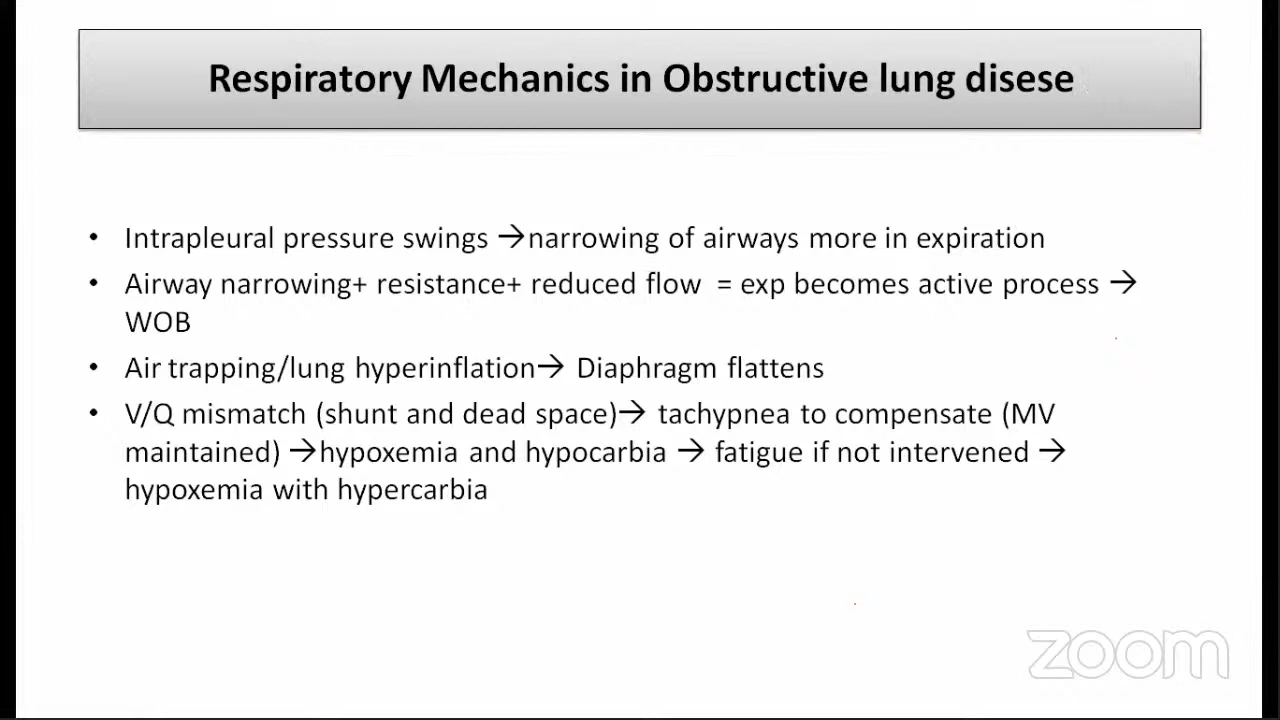 Respiratory Mechanics in Obstructive lung disese
• Intrapleural pressure swings →narrowing of airways more in expiration
• Airway narrowing+ resistance+ reduced flow = exp becomes active process →
WOB
• Air trapping/lung hyperinflation→ Diaphragm flattens
• V/Q mismatch (shunt and dead space)→ tachypnea to compensate (MV
maintained) →hypoxemia and hypocarbia → fatigue if not intervened →
hypoxemia with hypercarbia
zoom